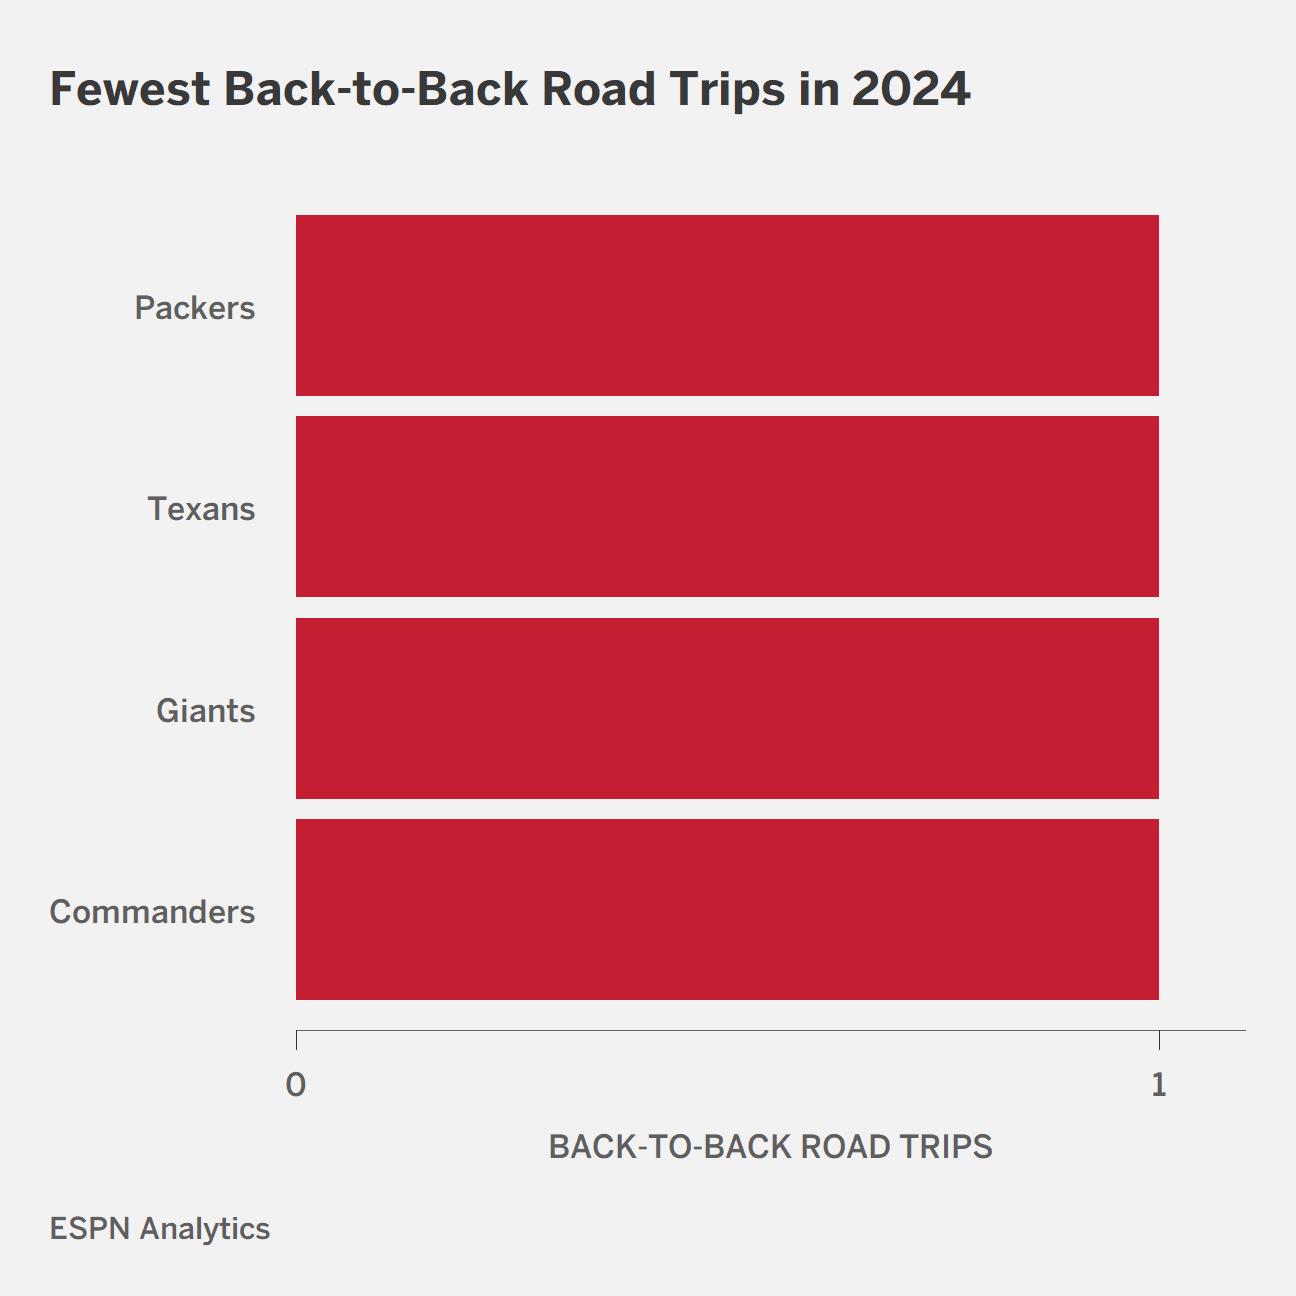 Fewest Back-to-Back Road Trips in 2024
Packers
Texans
Giants
Commanders
0 1
BACK-TO-BACK ROAD TRIPS
ESPN Analytics